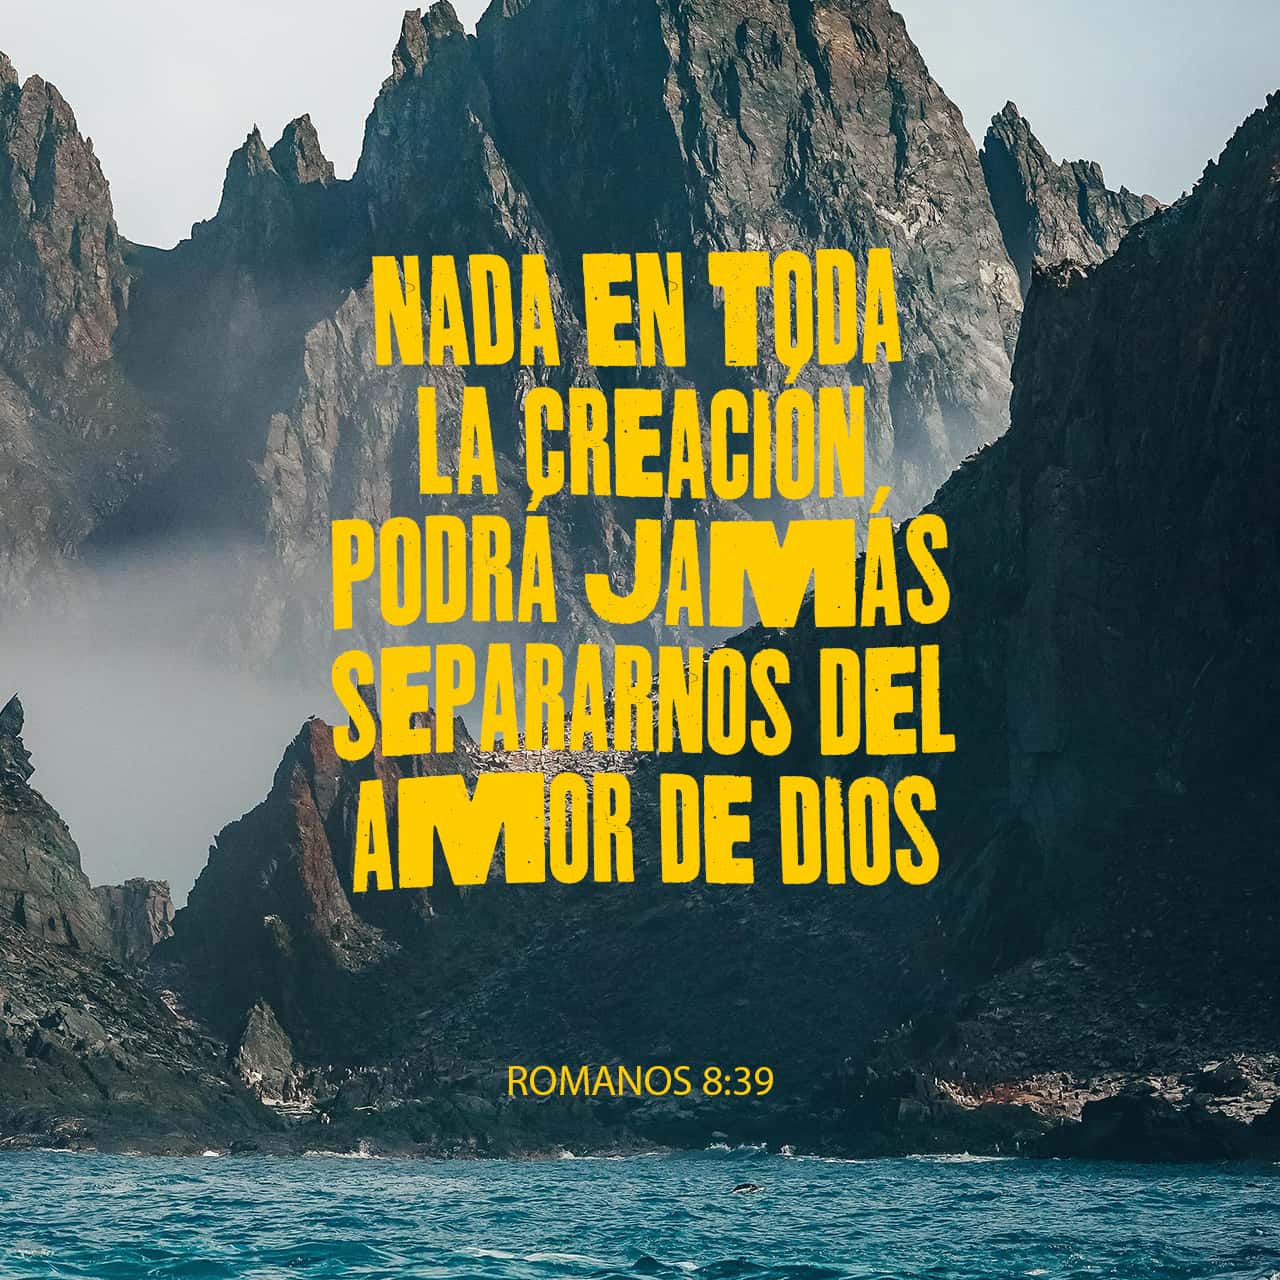 NADA EN TODA
LA CREACIÓN
PODRÁ JAMÁS
SEPARARNOS DEL
AMOR DE DIOS
ROMANOS 8:39